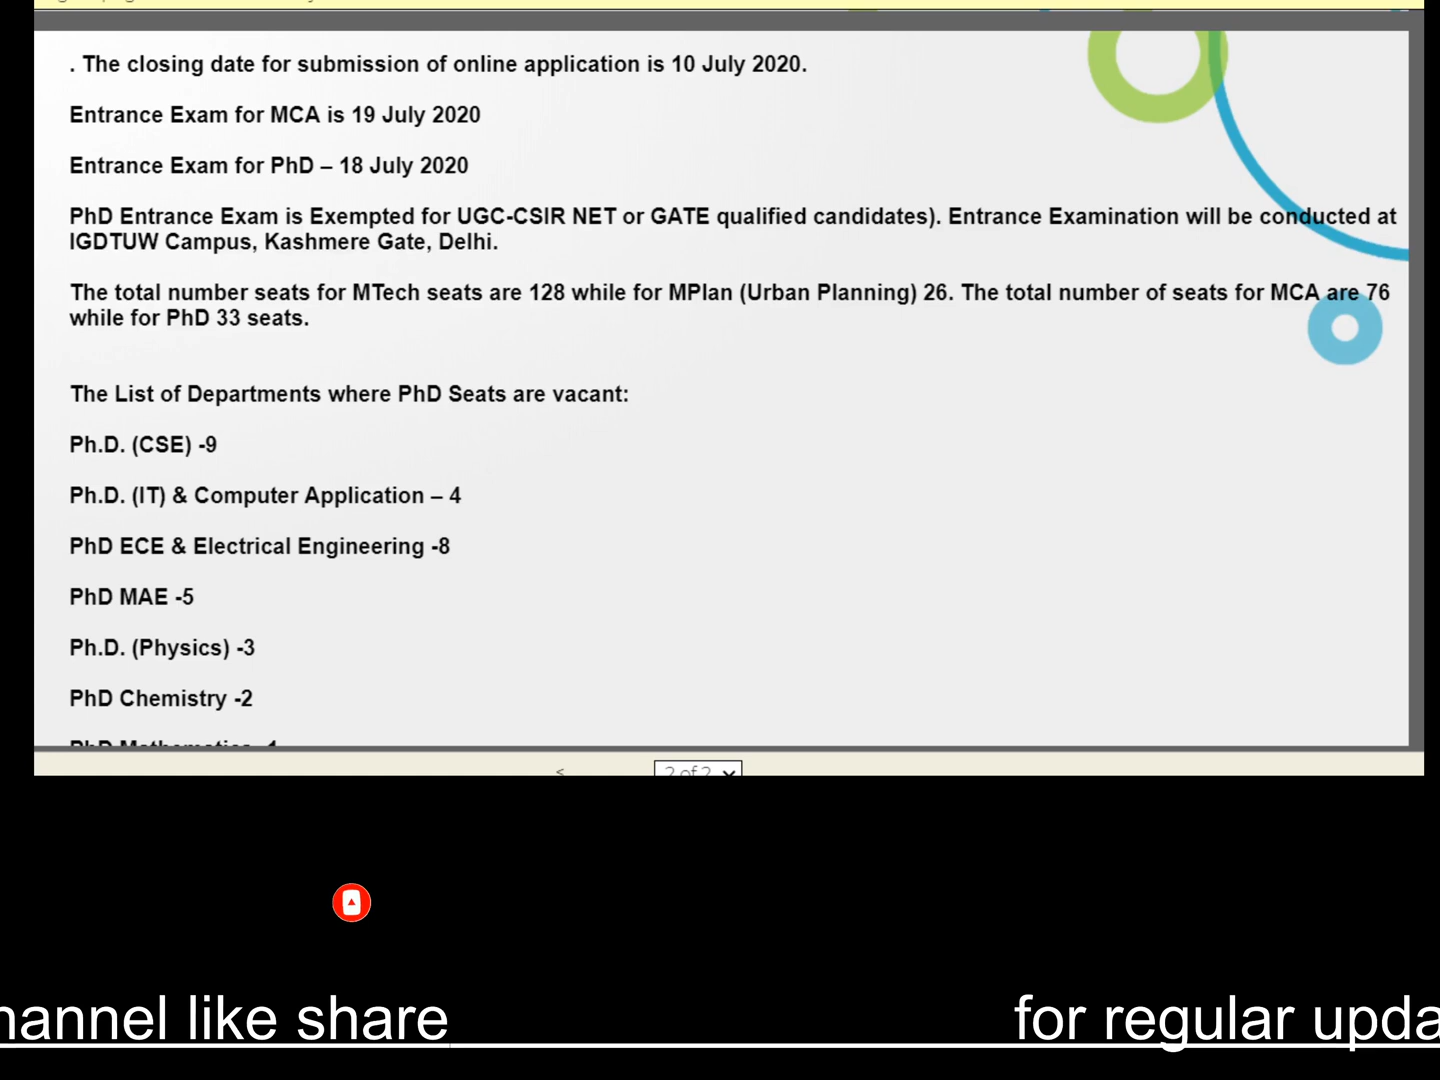 . The closing date for submission of online application is 10 July 2020.
Entrance Exam for MCA is 19 July 2020
Entrance Exam for PhD – 18 July 2020
PhD Entrance Exam is Exempted for UGC-CSIR NET or GATE qualified candidates). Entrance Examination will be conducted at
IGDTUW Campus, Kashmere Gate, Delhi.
The total number seats for MTech seats are 128 while for MPlan (Urban Planning) 26. The total number of seats for MCA are 76
while for PhD 33 seats.
The List of Departments where PhD Seats are vacant:
Ph.D. (CSE) -9
Ph.D. (IT) & Computer Application – 4
PhD ECE & Electrical Engineering -8
PhD MAE -5
Ph.D. (Physics) -3
PhD Chemistry -2
PhD Mathematics -1
< 2 of 2
hannel like share for regular upda